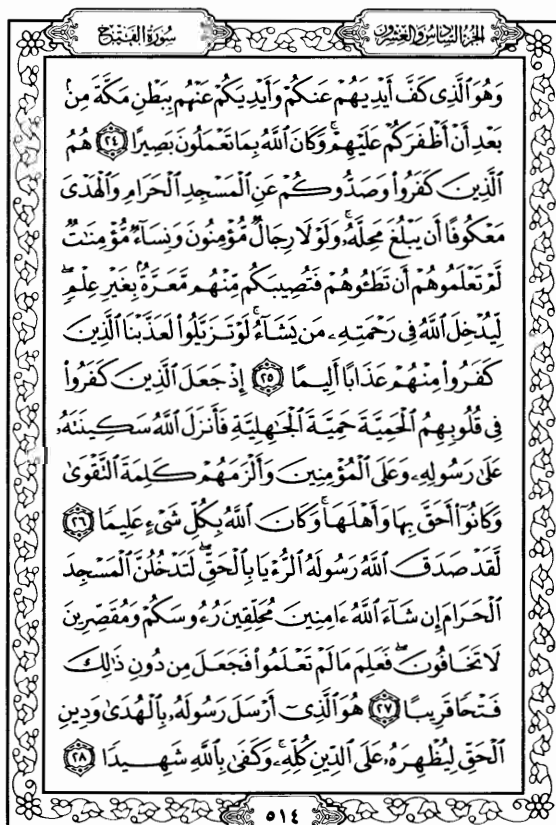 سورة الفتح
الجزء السادس والعشرون
وَهُوَ ٱلَّذِى كَفَّ أَيْدِيَهُمْ عَنكُمْ وَأَيْدِيَكُمْ عَنْهُم بِبَطْنِ مَكَّةَ مِنۢ
بَعْدِ أَنْ أَظْفَرَكُمْ عَلَيْهِمْ ۚ وَكَانَ ٱللَّهُ بِمَا تَعْمَلُونَ بَصِيرًا ٢٤ هُمُ
ٱلَّذِينَ كَفَرُوا۟ وَصَدُّوكُمْ عَنِ ٱلْمَسْجِدِ ٱلْحَرَامِ وَٱلْهَدْىَ
مَعْكُوفًا أَن يَبْلُغَ مَحِلَّهُۥ ۚ وَلَوْلَا رِجَالٌ مُّؤْمِنُونَ وَنِسَآءٌ مُّؤْمِنَـٰتٌ
لَّمْ تَعْلَمُوهُمْ أَن تَطَـُٔوهُمْ فَتُصِيبَكُم مِّنْهُم مَّعَرَّةٌۢ بِغَيْرِ عِلْمٍ ۖ
لِّيُدْخِلَ ٱللَّهُ فِى رَحْمَتِهِۦ مَن يَشَآءُ ۚ لَوْ تَزَيَّلُوا۟ لَعَذَّبْنَا ٱلَّذِينَ
كَفَرُوا۟ مِنْهُمْ عَذَابًا أَلِيمًا ٢٥ إِذْ جَعَلَ ٱلَّذِينَ كَفَرُوا۟
فِى قُلُوبِهِمُ ٱلْحَمِيَّةَ حَمِيَّةَ ٱلْجَـٰهِلِيَّةِ فَأَنزَلَ ٱللَّهُ سَكِينَتَهُۥ
عَلَىٰ رَسُولِهِۦ وَعَلَى ٱلْمُؤْمِنِينَ وَأَلْزَمَهُمْ كَلِمَةَ ٱلتَّقْوَىٰ
وَكَانُوٓا۟ أَحَقَّ بِهَا وَأَهْلَهَا ۚ وَكَانَ ٱللَّهُ بِكُلِّ شَىْءٍ عَلِيمًا ٢٦
لَّقَدْ صَدَقَ ٱللَّهُ رَسُولَهُ ٱلرُّءْيَا بِٱلْحَقِّ ۖ لَتَدْخُلُنَّ ٱلْمَسْجِدَ
ٱلْحَرَامَ إِن شَآءَ ٱللَّهُ ءَامِنِينَ مُحَلِّقِينَ رُءُوسَكُمْ وَمُقَصِّرِينَ
لَا تَخَافُونَ ۖ فَعَلِمَ مَا لَمْ تَعْلَمُوا۟ فَجَعَلَ مِن دُونِ ذَٰلِكَ
فَتْحًا قَرِيبًا ٢٧ هُوَ ٱلَّذِىٓ أَرْسَلَ رَسُولَهُۥ بِٱلْهُدَىٰ وَدِينِ
ٱلْحَقِّ لِيُظْهِرَهُۥ عَلَى ٱلدِّينِ كُلِّهِۦ ۚ وَكَفَىٰ بِٱللَّهِ شَهِيدًا ٢٨
٥١٤